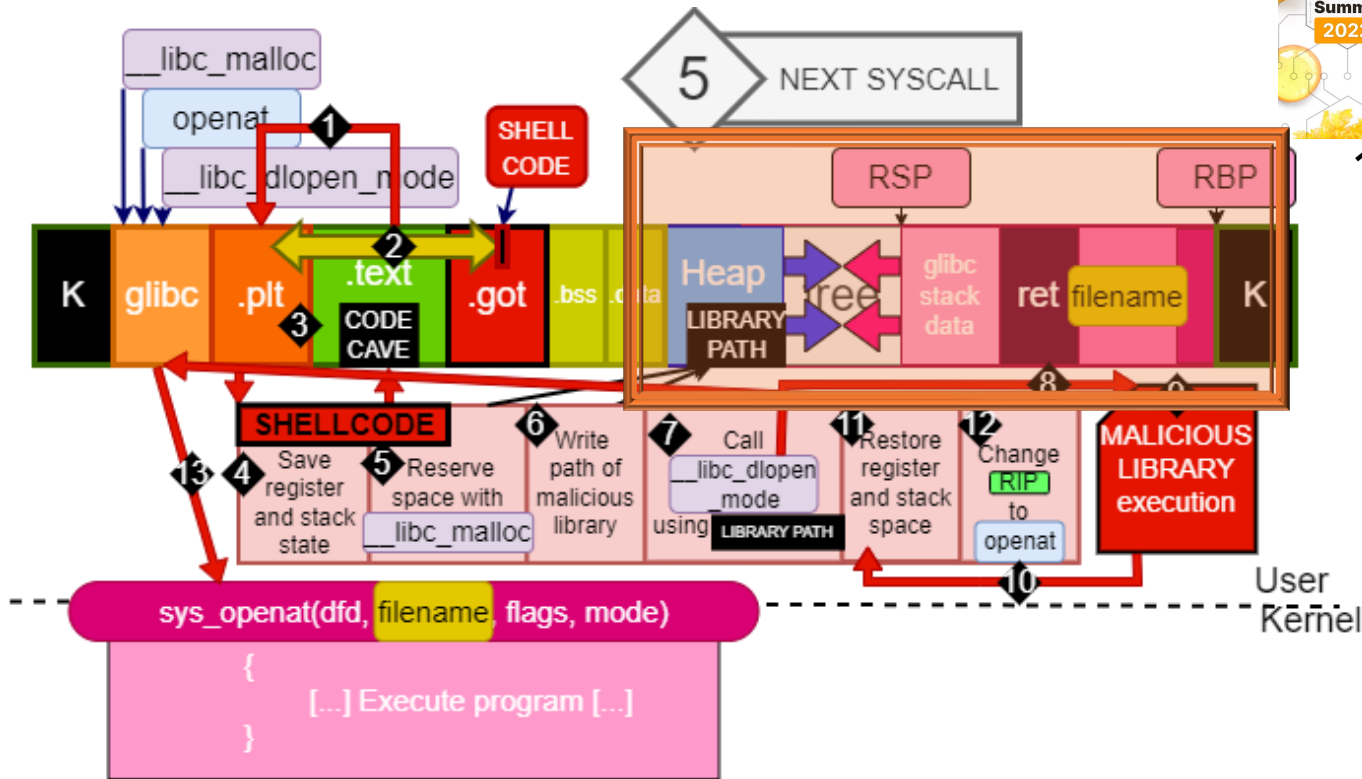 Summ
2022
__libc_malloc
openat
__libc_dlopen_mode
1
SHELL
CODE
5
NEXT SYSCALL
RSP
RBP
K
glibc
.plt
2
.text
.got
.bss
Heap
glibc
stack
data
ret
filename
K
3
CODE
CAVE
LIBRARY
PATH
8
SHELLCODE
4
Save
register
and stack
state
5
Reserve
space with
__libc_malloc
6
Write
path of
malicious
library
7
Call
__libc_dlopen
_mode
using
LIBRARY PATH
11
Restore
register
and stack
space
12
Change
RIP
to
openat
MALICIOUS
LIBRARY
execution
13
10
User
Kernel
sys_openat(dfd, filename, flags, mode)
{
[...] Execute program [...]
}